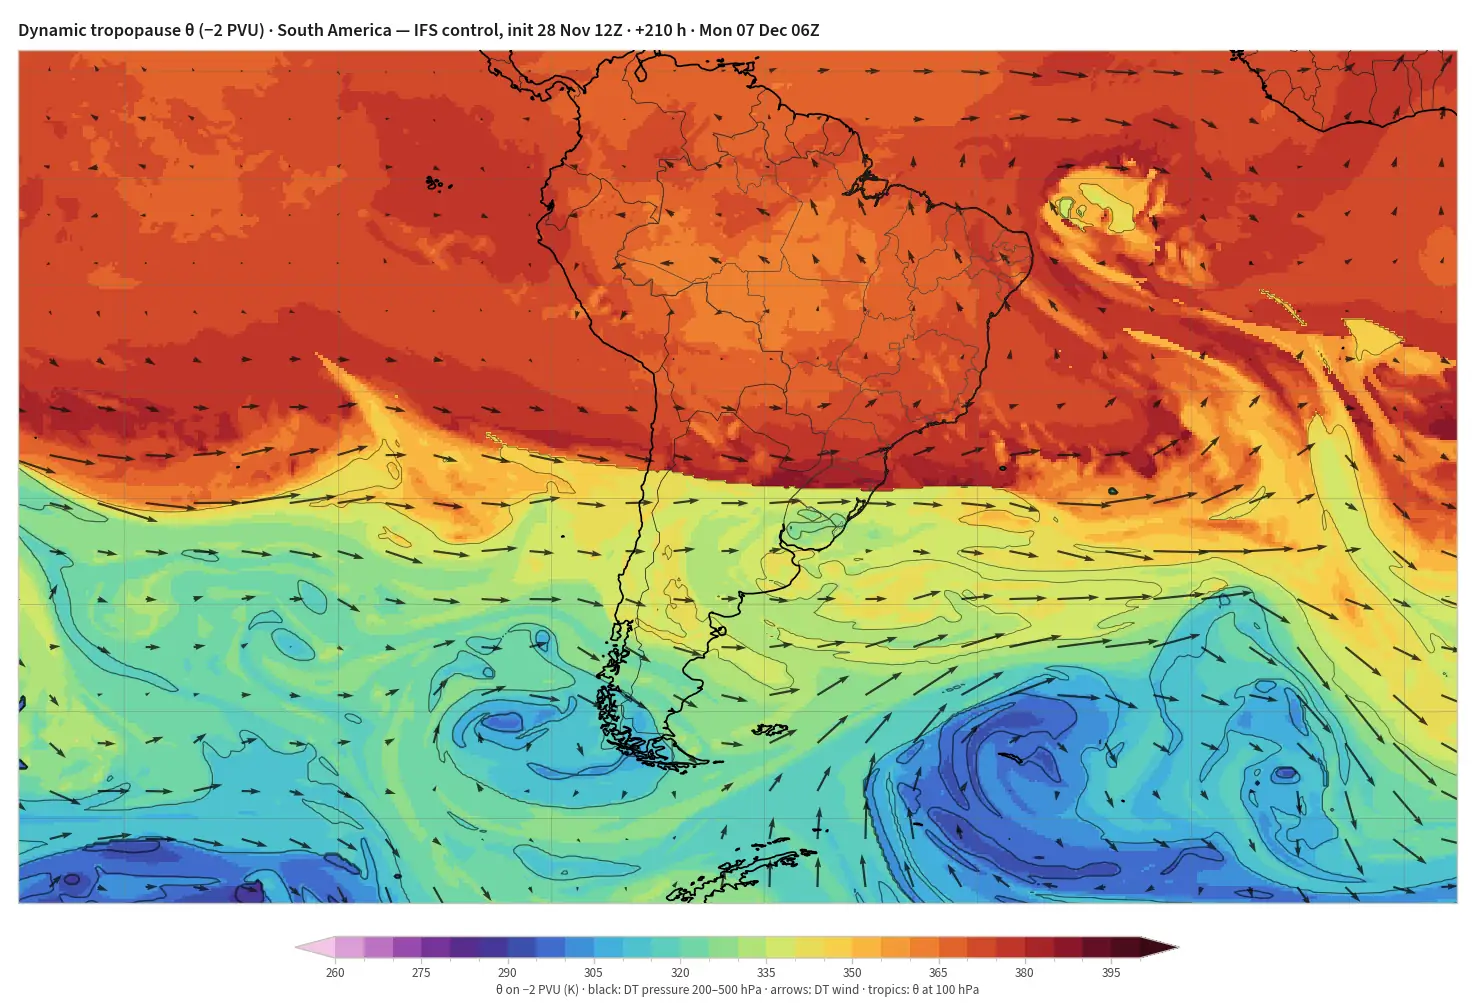 Dynamic tropopause θ (−2 PVU) · South America — IFS control, init 28 Nov 12Z · +210 h · Mon 07 Dec 06Z
260 275 290 305 320 335 350 365 380 395
θ on −2 PVU (K) · black: DT pressure 200–500 hPa · arrows: DT wind · tropics: θ at 100 hPa